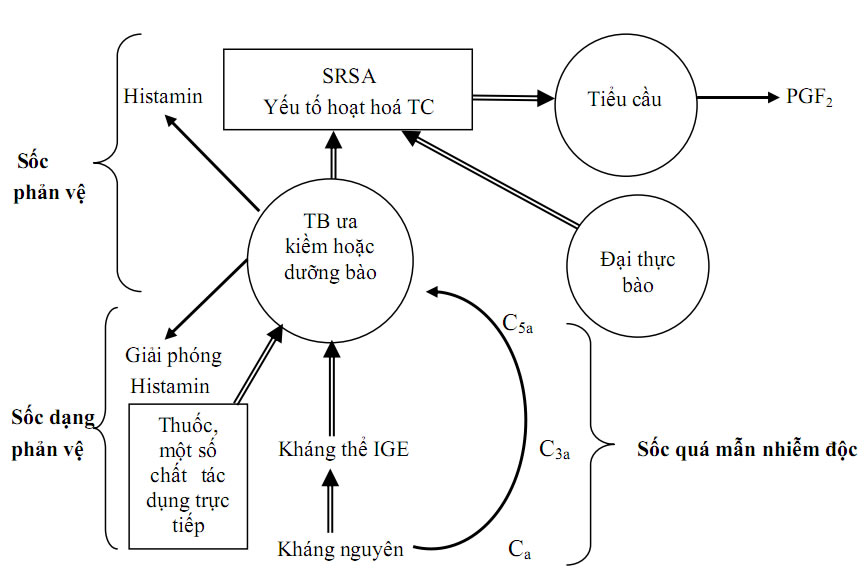 SRSA
Yếu tố hoạt hoá TC
Histamin
Tiểu cầu
PGF2
Sốc
phản vệ
TB ưa
kiềm hoặc
dưỡng bào
Đại thực
bào
C5a
Giải phóng
Histamin
Sốc dạng
phản vệ
Thuốc,
một số
chất tác
dụng trực
tiếp
Kháng thể IGE
C3a
Sốc quá mẫn nhiễm độc
Kháng nguyên
Ca